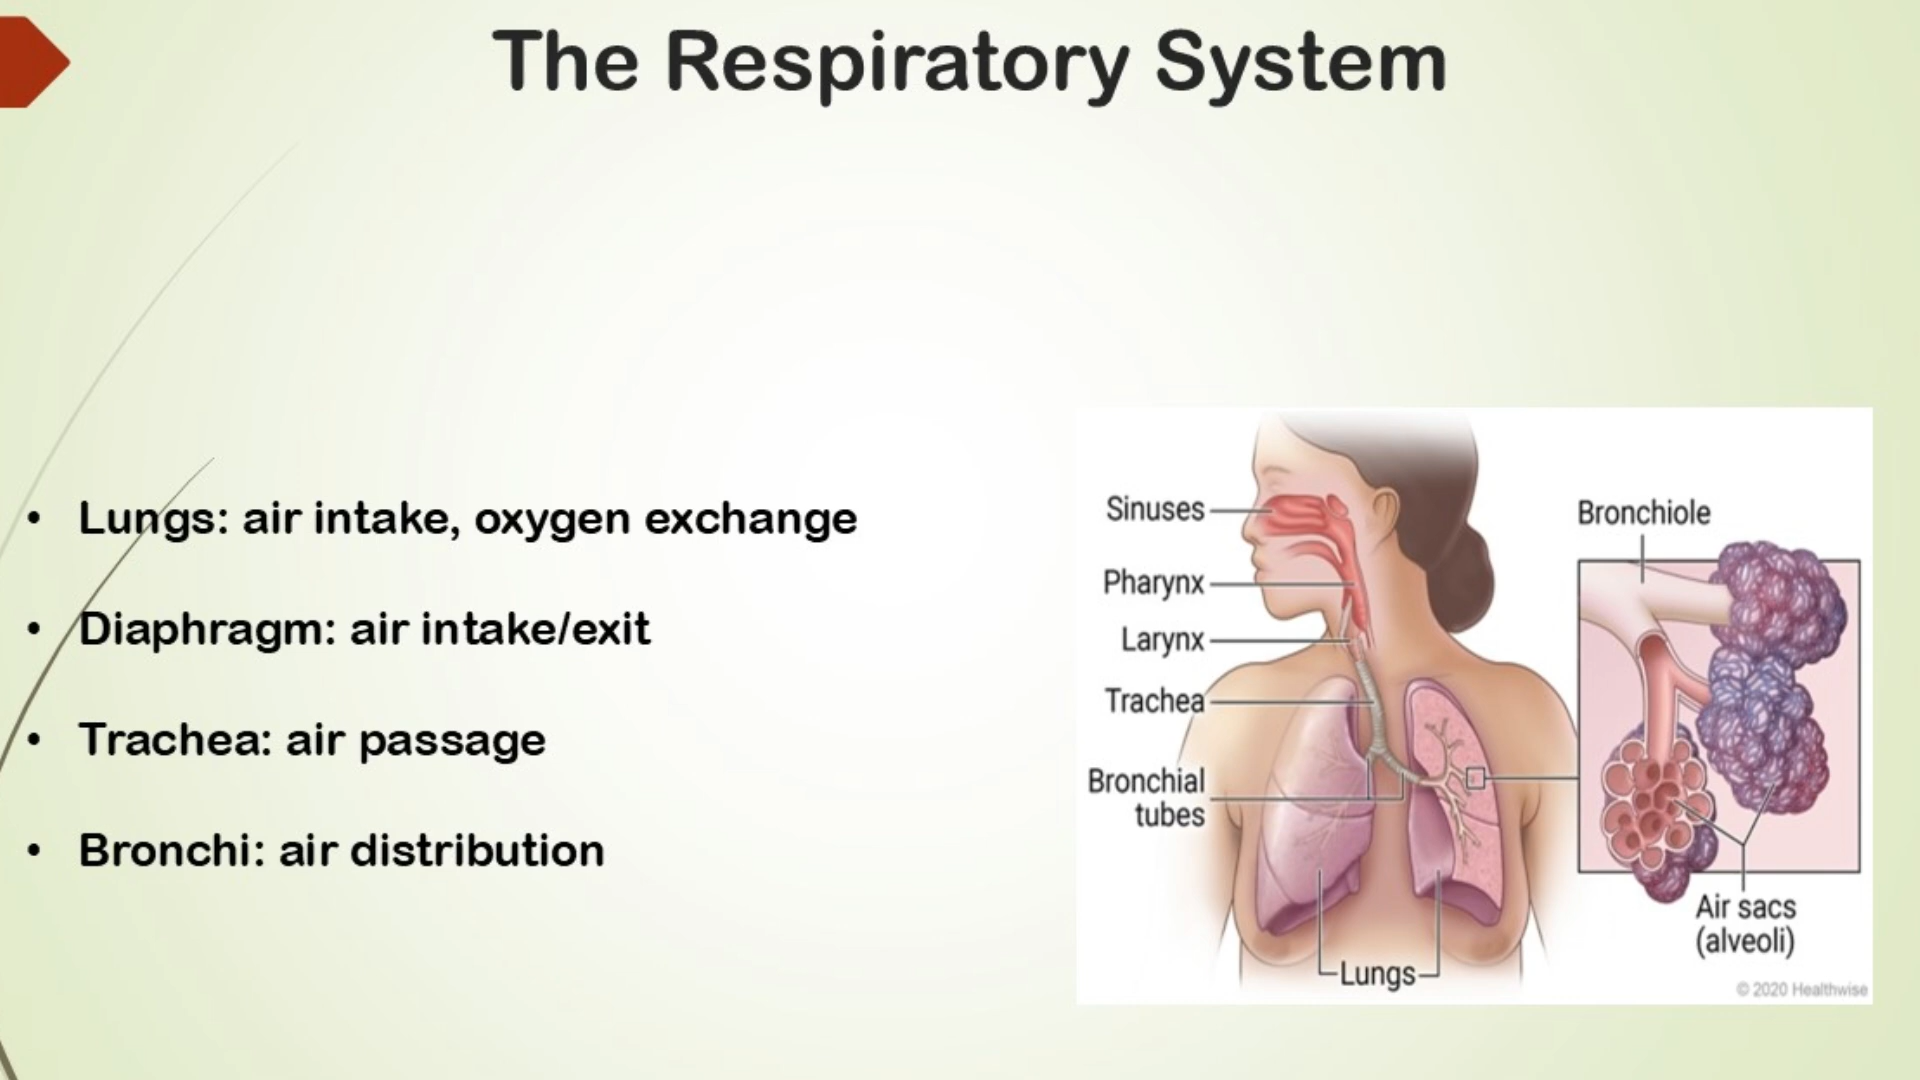 The Respiratory System
• Lungs: air intake, oxygen exchange
• Diaphragm: air intake/exit
• Trachea: air passage
• Bronchi: air distribution
Sinuses
Pharynx
Larynx
Trachea
Bronchial
tubes
Lungs
Bronchiole
Air sacs
(alveoli)
© 2020 Healthwise